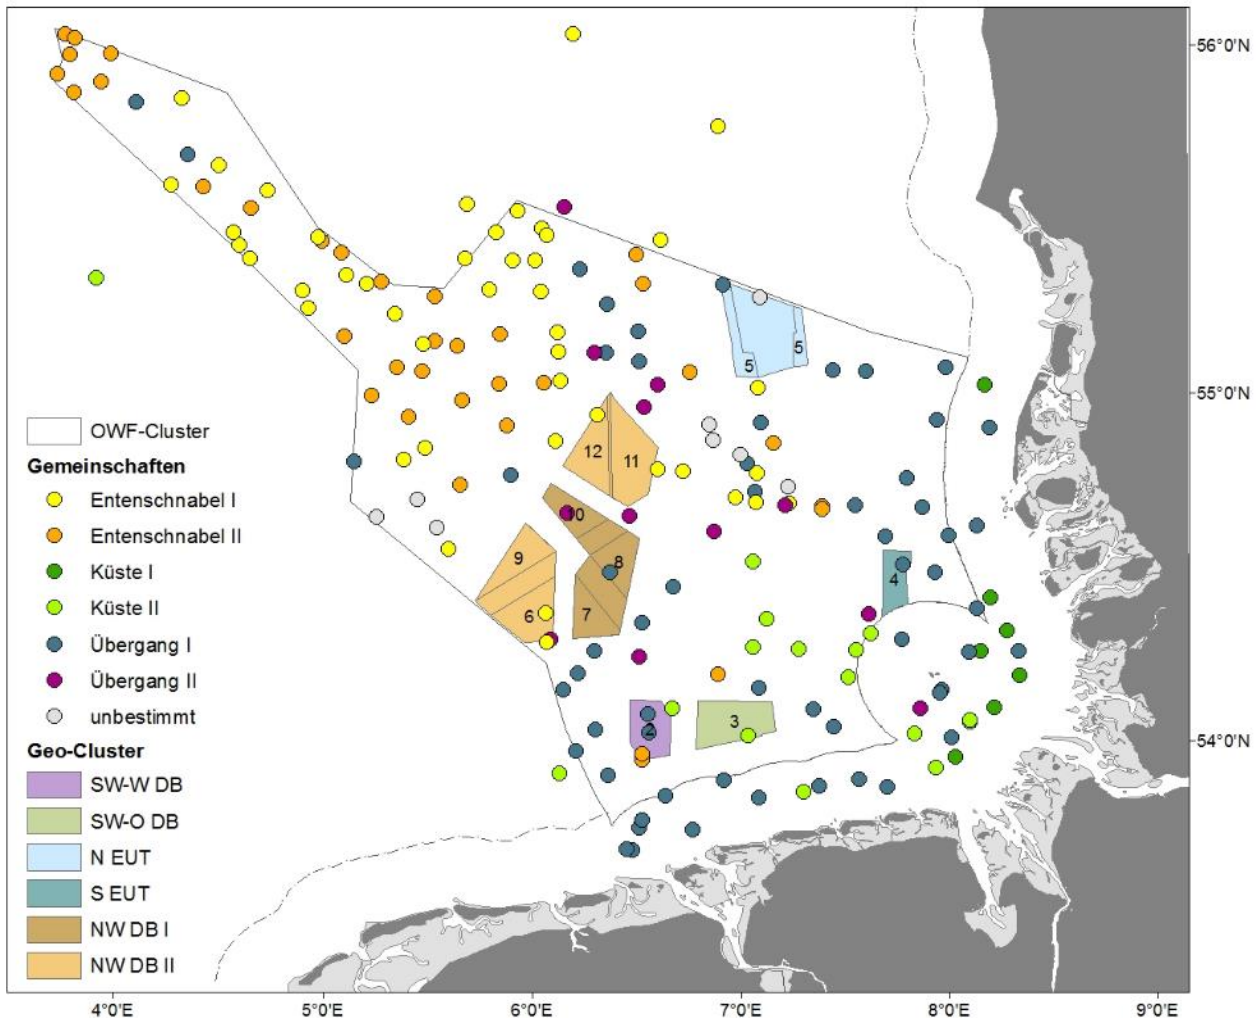 56°0'N
55°0'N
54°0'N
5
5
12
11
10
9
8
7
6
4
3
2
OWF-Cluster
Gemeinschaften
Entenschnabel I
Entenschnabel II
Küste I
Küste II
Übergang I
Übergang II
unbestimmt
Geo-Cluster
SW-W DB
SW-O DB
N EUT
S EUT
NW DB I
NW DB II
4°0'E 5°0'E 6°0'E 7°0'E 8°0'E 9°0'E